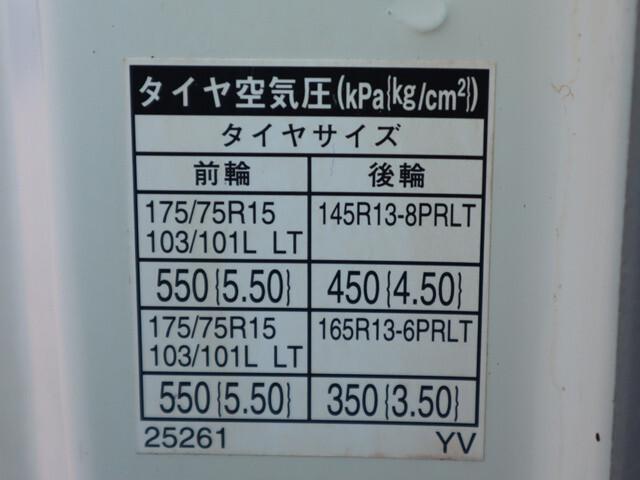 タイヤ空気圧(kPa{kg/cm²})
タイヤサイズ
前輪 後輪
175/75R15 145R13-8PRLT
103/101L LT
550{5.50} 450{4.50}
175/75R15 165R13-6PRLT
103/101L LT
550{5.50} 350{3.50}
25261 YV